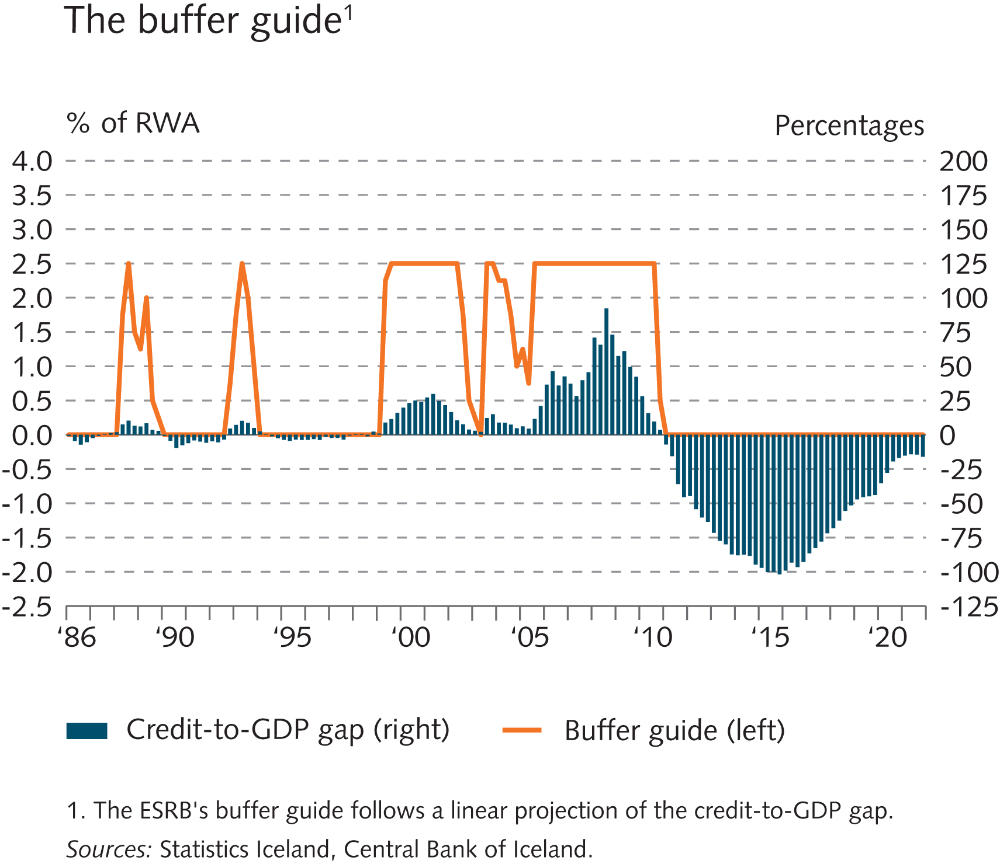 The buffer guide¹
% of RWA Percentages
4.0 200
3.5 175
3.0 150
2.5 125
2.0 100
1.5 75
1.0 50
0.5 25
0.0 0
-0.5 -25
-1.0 -50
-1.5 -75
-2.0 -100
-2.5 -125
‘86 ‘90 ‘95 ‘00 ‘05 ‘10 ‘15 ‘20
Credit-to-GDP gap (right) Buffer guide (left)
1. The ESRB's buffer guide follows a linear projection of the credit-to-GDP gap.
Sources: Statistics Iceland, Central Bank of Iceland.